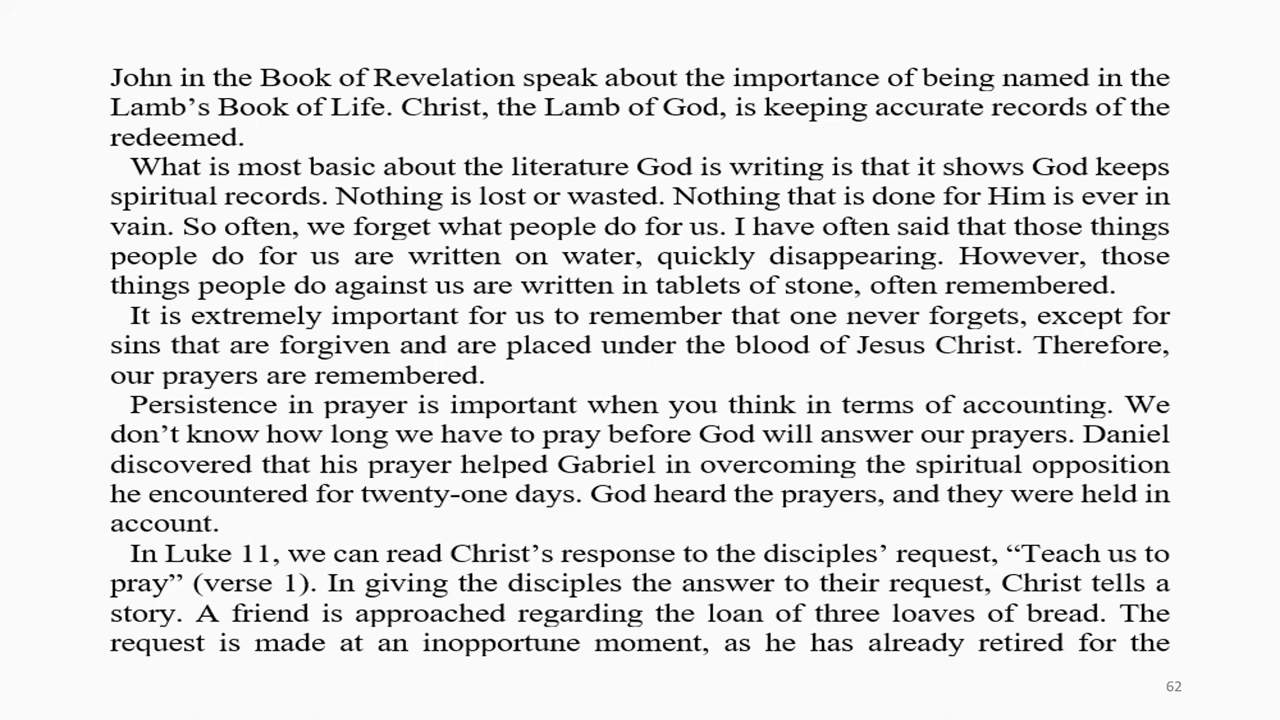 John in the Book of Revelation speak about the importance of being named in the
Lamb’s Book of Life. Christ, the Lamb of God, is keeping accurate records of the
redeemed.
What is most basic about the literature God is writing is that it shows God keeps
spiritual records. Nothing is lost or wasted. Nothing that is done for Him is ever in
vain. So often, we forget what people do for us. I have often said that those things
people do for us are written on water, quickly disappearing. However, those
things people do against us are written in tablets of stone, often remembered.
It is extremely important for us to remember that one never forgets, except for
sins that are forgiven and are placed under the blood of Jesus Christ. Therefore,
our prayers are remembered.
Persistence in prayer is important when you think in terms of accounting. We
don’t know how long we have to pray before God will answer our prayers. Daniel
discovered that his prayer helped Gabriel in overcoming the spiritual opposition
he encountered for twenty-one days. God heard the prayers, and they were held in
account.
In Luke 11, we can read Christ’s response to the disciples’ request, “Teach us to
pray” (verse 1). In giving the disciples the answer to their request, Christ tells a
story. A friend is approached regarding the loan of three loaves of bread. The
request is made at an inopportune moment, as he has already retired for the
62